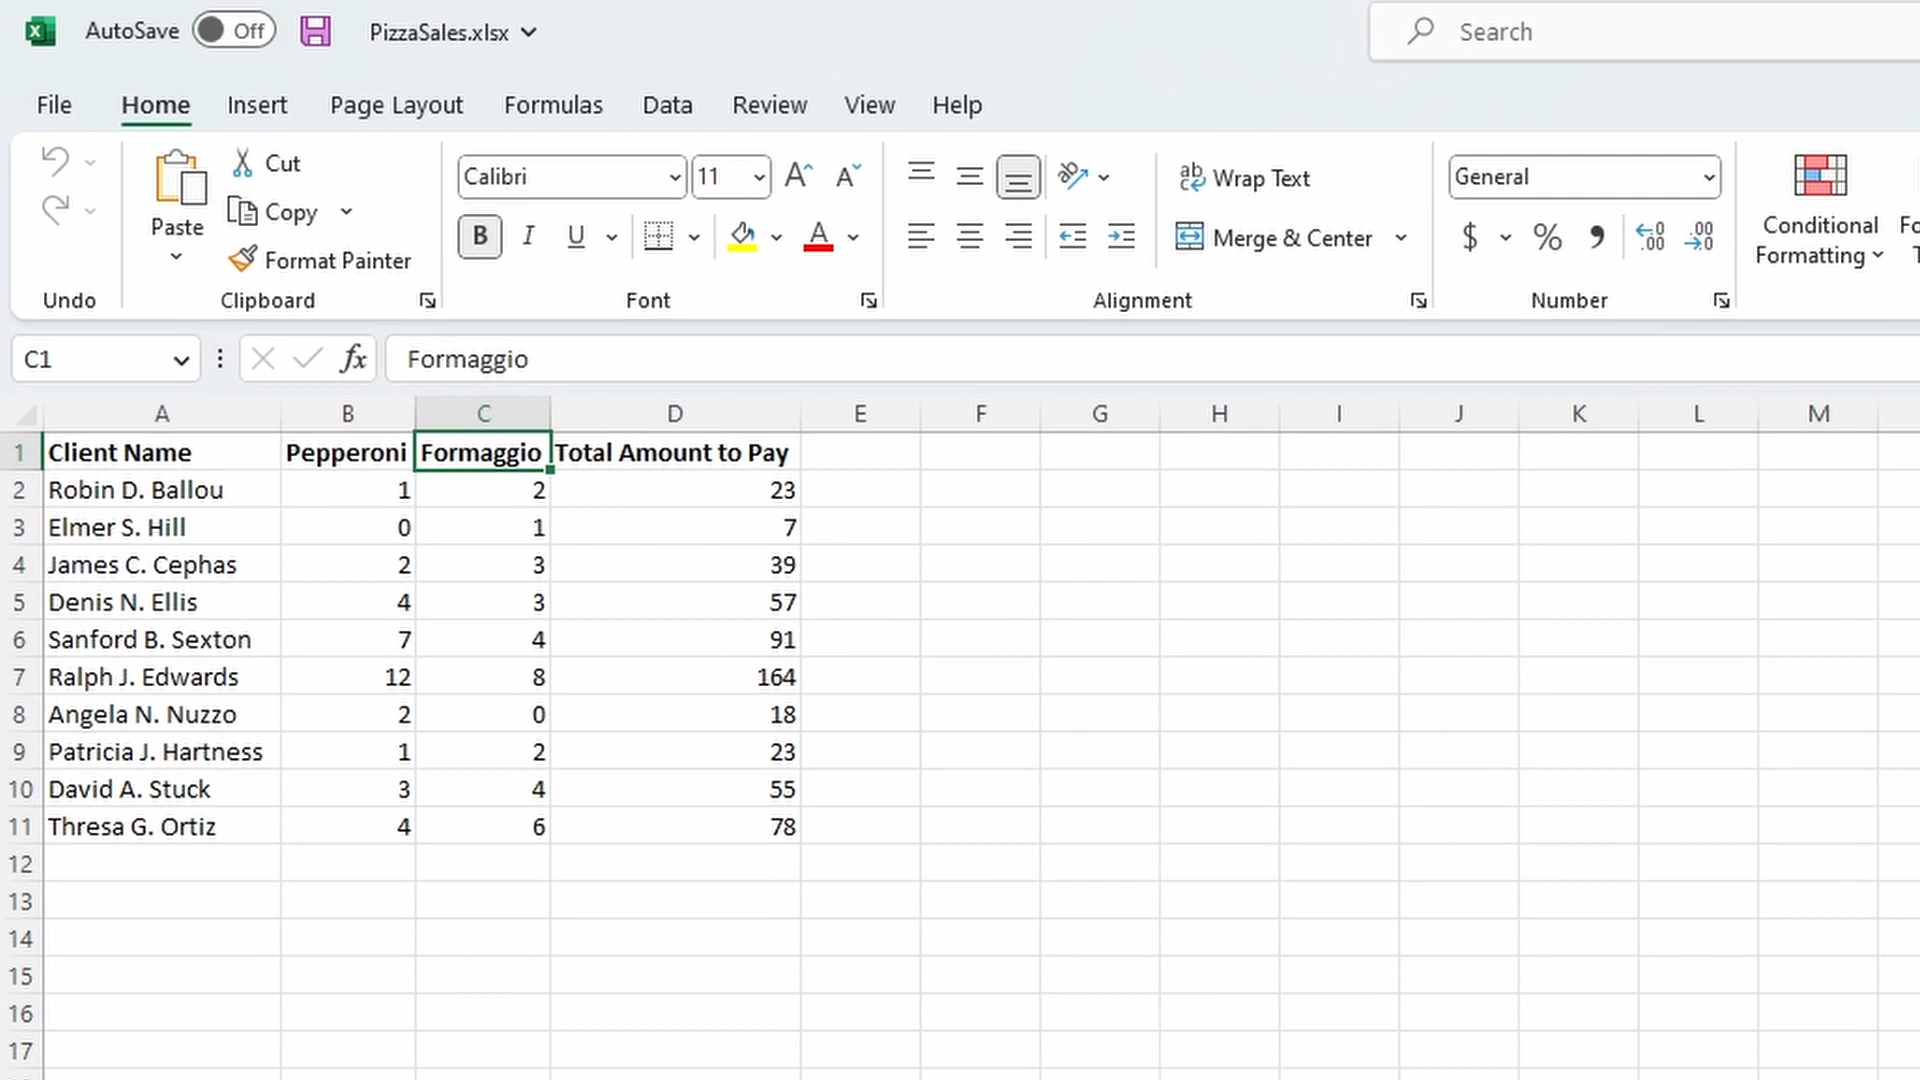 AutoSave Off PizzaSales.xlsx Search
File Home Insert Page Layout Formulas Data Review View Help
Cut
Copy
Paste
Format Painter
Calibri 11
B I U
Wrap Text
Merge & Center
General
$ % 9
Conditional
Formatting
Undo Clipboard Font Alignment Number
C1 fx Formaggio
A B C D E F G H I J K L M
1 Client Name Pepperoni Formaggio Total Amount to Pay
2 Robin D. Ballou 1 2 23
3 Elmer S. Hill 0 1 7
4 James C. Cephas 2 3 39
5 Denis N. Ellis 4 3 57
6 Sanford B. Sexton 7 4 91
7 Ralph J. Edwards 12 8 164
8 Angela N. Nuzzo 2 0 18
9 Patricia J. Hartness 1 2 23
10 David A. Stuck 3 4 55
11 Thresa G. Ortiz 4 6 78
12
13
14
15
16
17